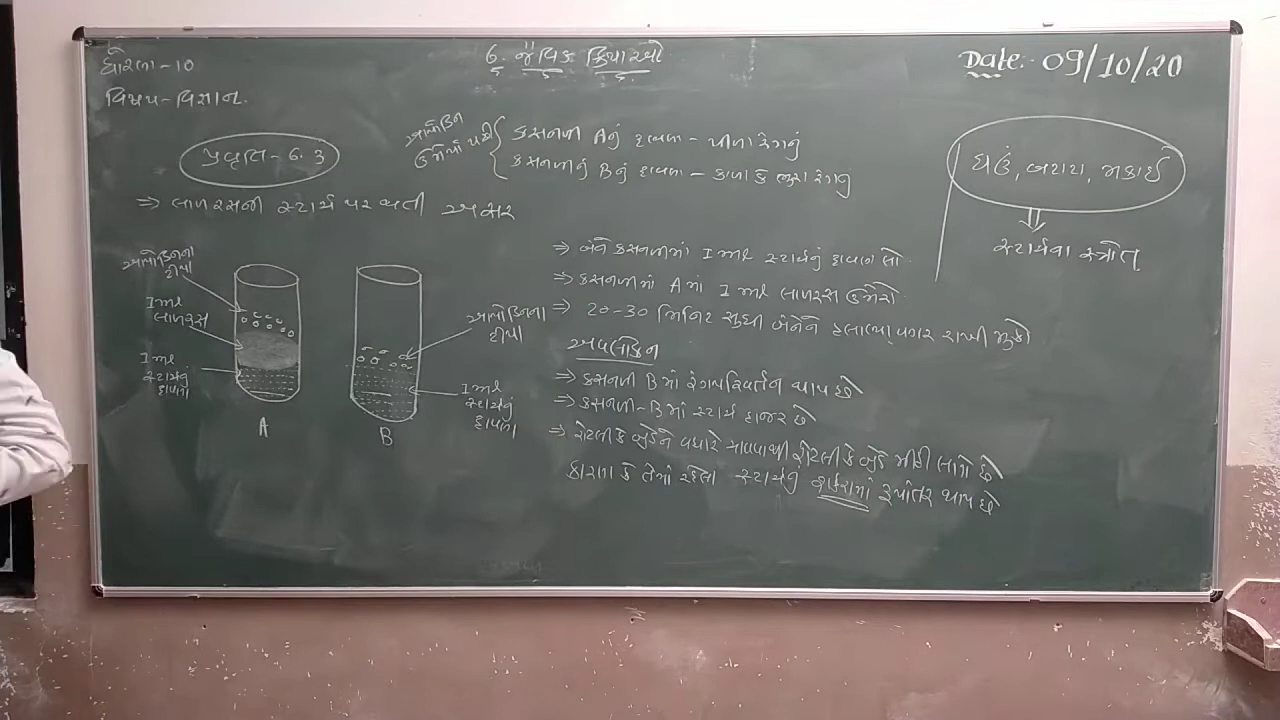 ધોરણ-10
વિષય-વિજ્ઞાન.
6. જૈવિક ક્રિયાઓ
Date:- 09/10/20
પ્રવૃત્તિ-6.3
⇒ લાળરસની સ્ટાર્ચ પર થતી અસર
આયોડિન
ઉમેર્યા પછી
કસનળી Aનું દ્રાવણ - પીળા રંગનું
કસનળીનું Bનું દ્રાવણ - કાળા કે ભુરા રંગનું
ઘઉં, બટાટા, મકાઈ
⇓
સ્ટાર્ચના સ્ત્રોત
આયોડિનના
ટીપાં
1 ml
લાળરસ
1 ml
સ્ટાર્ચનું
દ્રાવણ
A
આયોડિનના
ટીપાં
1 ml
સ્ટાર્ચનું
દ્રાવણ
B
⇒ બંને કસનળીમાં 1 ml સ્ટાર્ચનું દ્રાવણ લો.
⇒ કસનળીમાં A માં 1 ml લાળરસ ઉમેરો.
⇒ 20-30 મિનિટ સુધી બંનેને હલાવ્યા વગર રાખી મુકો
અવલોકન
⇒ કસનળી B માં રંગપરિવર્તન થાય છે
⇒ કસનળી-B માં સ્ટાર્ચ હાજર છે
⇒ રોટલી કે બ્રેડને વધારે ચાવવાથી રોટલી કે બ્રેડ મીઠી લાગે છે
કારણ કે તેમાં રહેલા સ્ટાર્ચનું શર્કરામાં રૂપાંતર થાય છે